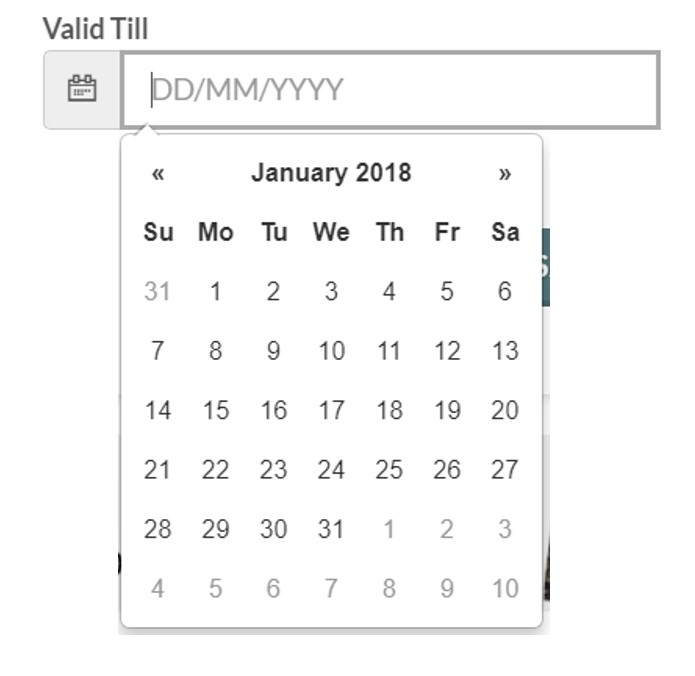 Valid Till
DD/MM/YYYY
« January 2018 »
Su Mo Tu We Th Fr Sa
31 1 2 3 4 5 6
7 8 9 10 11 12 13
14 15 16 17 18 19 20
21 22 23 24 25 26 27
28 29 30 31 1 2 3
4 5 6 7 8 9 10